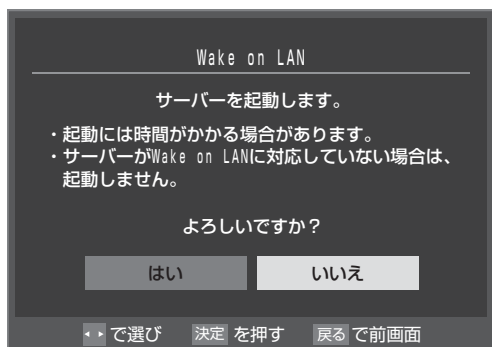 Wake on LAN
サーバーを起動します。
・起動には時間がかかる場合があります。
・サーバーがWake on LANに対応していない場合は、
起動しません。
よろしいですか？
はい いいえ
で選び 決定 を押す 戻る で前画面